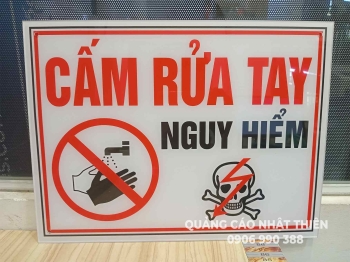 CẤM RỬA TAY
NGUY HIỂM
QUẢNG CÁO NHẬT THIÊN
0906 990 388